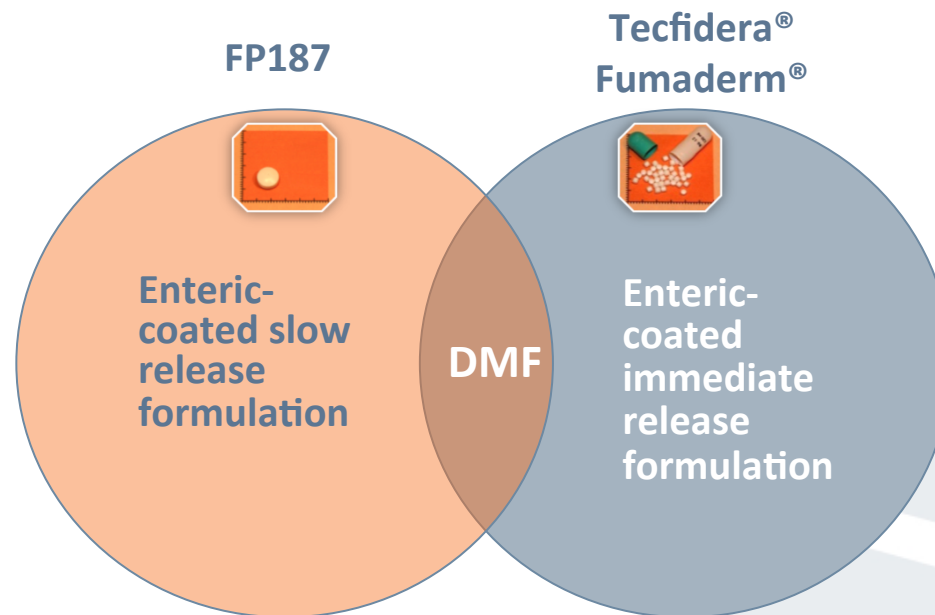 FP187
Tecfidera®
Fumaderm®
Enteric-
coated slow
release
formulation
DMF
Enteric-
coated
immediate
release
formulation